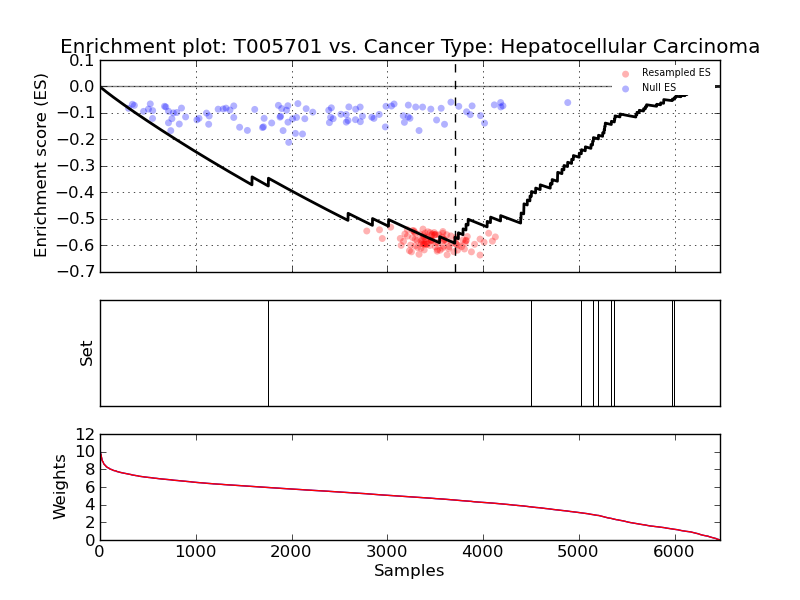 Enrichment plot: T005701 vs. Cancer Type: Hepatocellular Carcinoma
0.1
0.0
−0.1
−0.2
−0.3
−0.4
−0.5
−0.6
−0.7
Enrichment score (ES)
Resampled ES
Null ES
Set
12
10
8
6
4
2
0
Weights
0 1000 2000 3000 4000 5000 6000
Samples